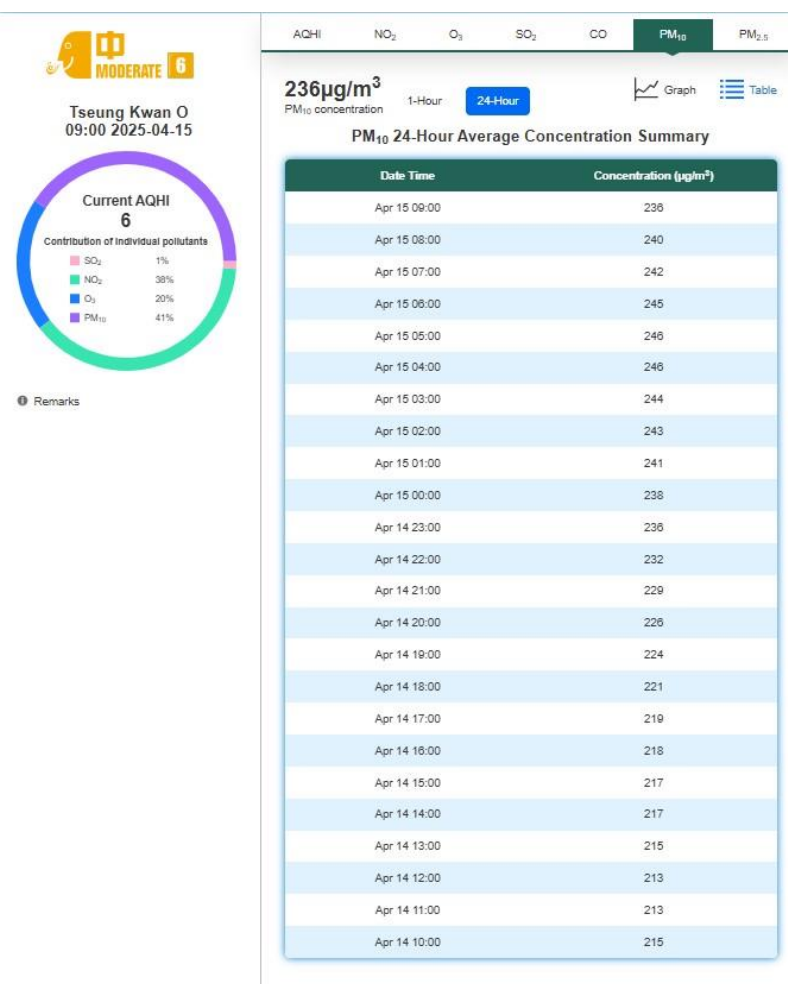 中
MODERATE 6
Tseung Kwan O
09:00 2025-04-15
Current AQHI
6
Contribution of individual pollutants
SO₂ 1%
NO₂ 38%
O₃ 20%
PM₁₀ 41%
Remarks
AQHI NO₂ O₃ SO₂ CO PM₁₀ PM₂.₅
236µg/m³
PM₁₀ concentration
1-Hour 24-Hour Graph Table
PM₁₀ 24-Hour Average Concentration Summary
Date Time Concentration (µg/m³)
Apr 15 09:00 236
Apr 15 08:00 240
Apr 15 07:00 242
Apr 15 06:00 245
Apr 15 05:00 246
Apr 15 04:00 246
Apr 15 03:00 244
Apr 15 02:00 243
Apr 15 01:00 241
Apr 15 00:00 238
Apr 14 23:00 236
Apr 14 22:00 232
Apr 14 21:00 229
Apr 14 20:00 226
Apr 14 19:00 224
Apr 14 18:00 221
Apr 14 17:00 219
Apr 14 16:00 218
Apr 14 15:00 217
Apr 14 14:00 217
Apr 14 13:00 215
Apr 14 12:00 213
Apr 14 11:00 213
Apr 14 10:00 215